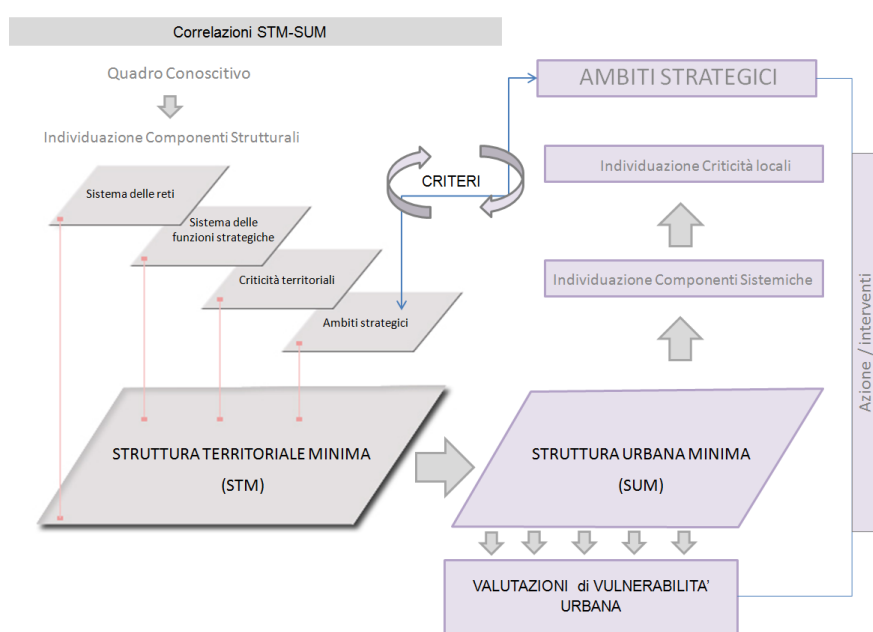 Correlazioni STM-SUM
Quadro Conoscitivo
Individuazione Componenti Strutturali
Sistema delle reti
Sistema delle
funzioni strategiche
Criticità territoriali
Ambiti strategici
STRUTTURA TERRITORIALE MINIMA
(STM)
CRITERI
AMBITI STRATEGICI
Individuazione Criticità locali
Individuazione Componenti Sistemiche
STRUTTURA URBANA MINIMA
(SUM)
VALUTAZIONI di VULNERABILITA'
URBANA
Azione / interventi